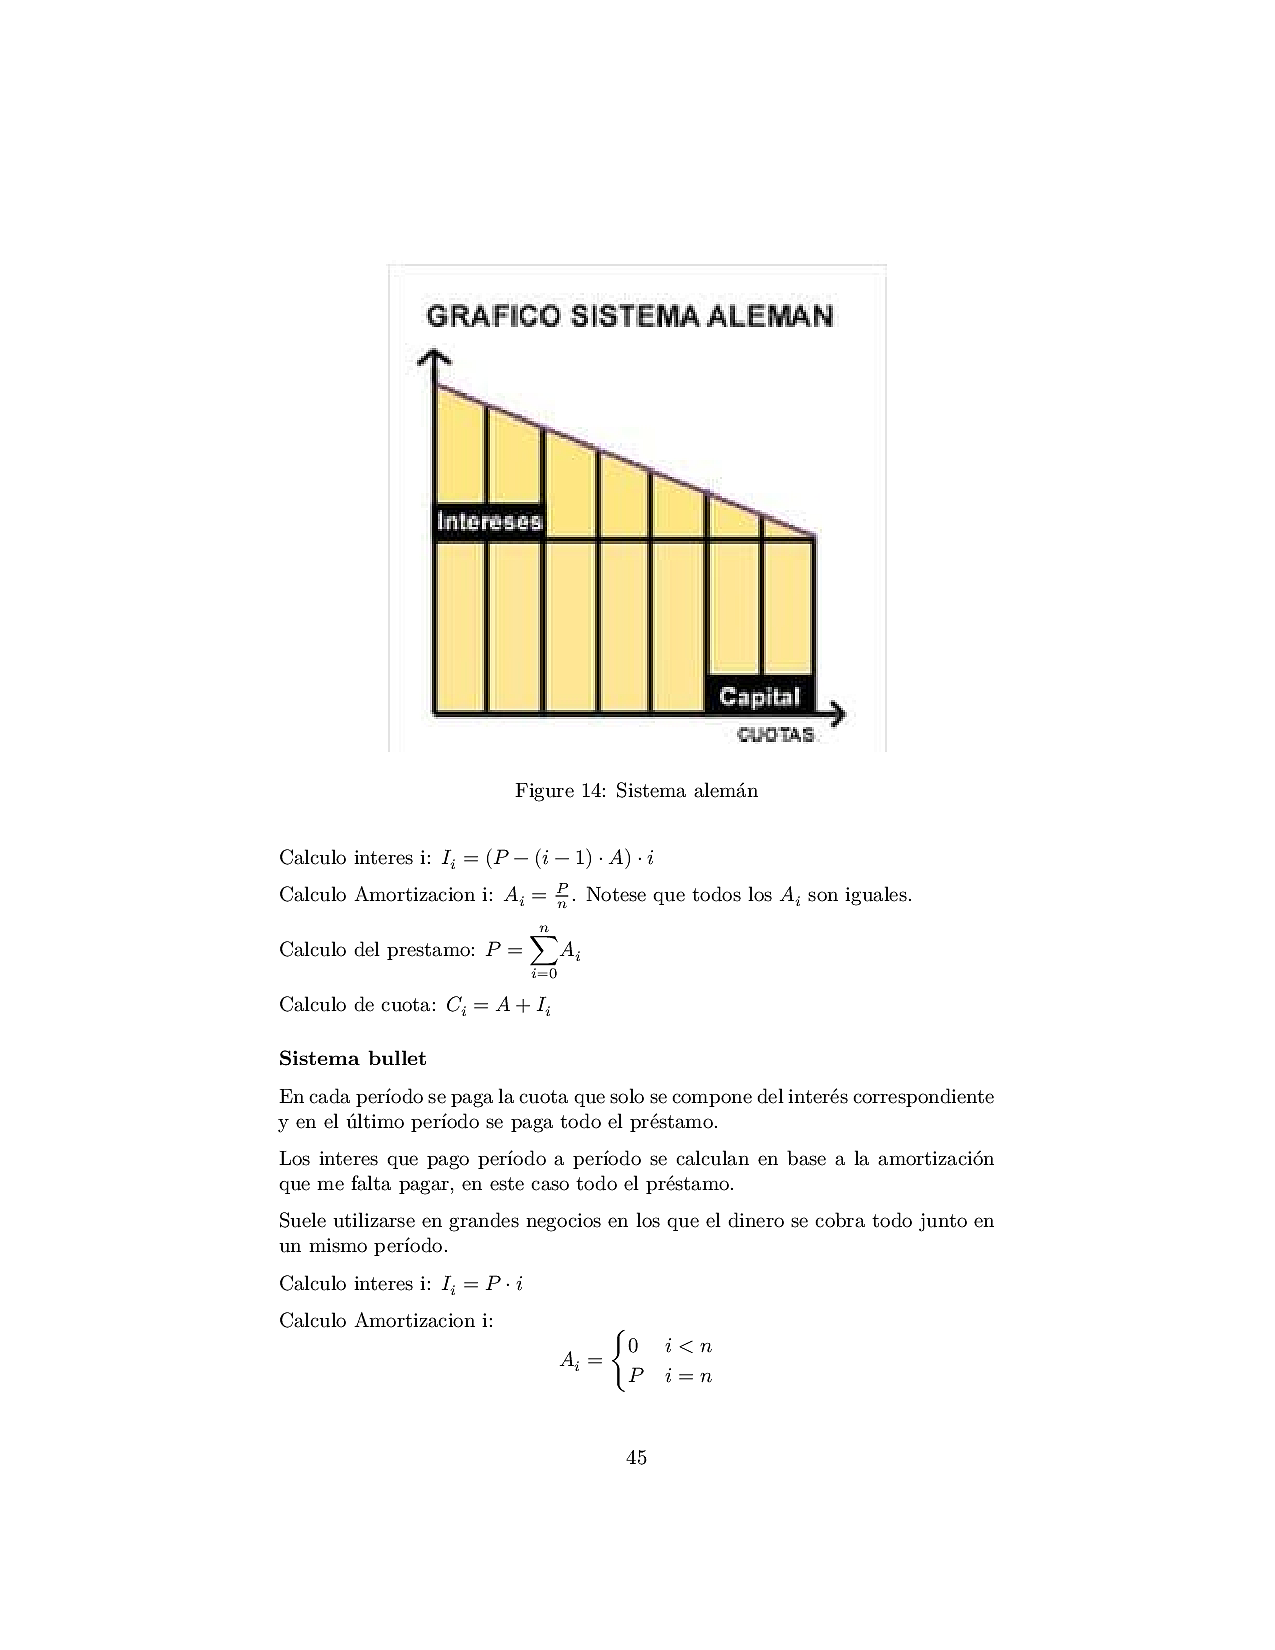 GRAFICO SISTEMA ALEMAN
Intereses
Capital
CUOTAS
Figure 14: Sistema alemán
Calculo interes i: $I_i = (P - (i - 1) \cdot A) \cdot i$
Calculo Amortizacion i: $A_i = \frac{P}{n}$. Notese que todos los $A_i$ son iguales.
Calculo del prestamo: $P = \sum_{i=0}^{n} A_i$
Calculo de cuota: $C_i = A + I_i$
Sistema bullet
En cada período se paga la cuota que solo se compone del interés correspondiente
y en el último período se paga todo el préstamo.
Los interes que pago período a período se calculan en base a la amortización
que me falta pagar, en este caso todo el préstamo.
Suele utilizarse en grandes negocios en los que el dinero se cobra todo junto en
un mismo período.
Calculo interes i: $I_i = P \cdot i$
Calculo Amortizacion i:
$A_i = \begin{cases} 0 & i < n \\ P & i = n \end{cases}$
45